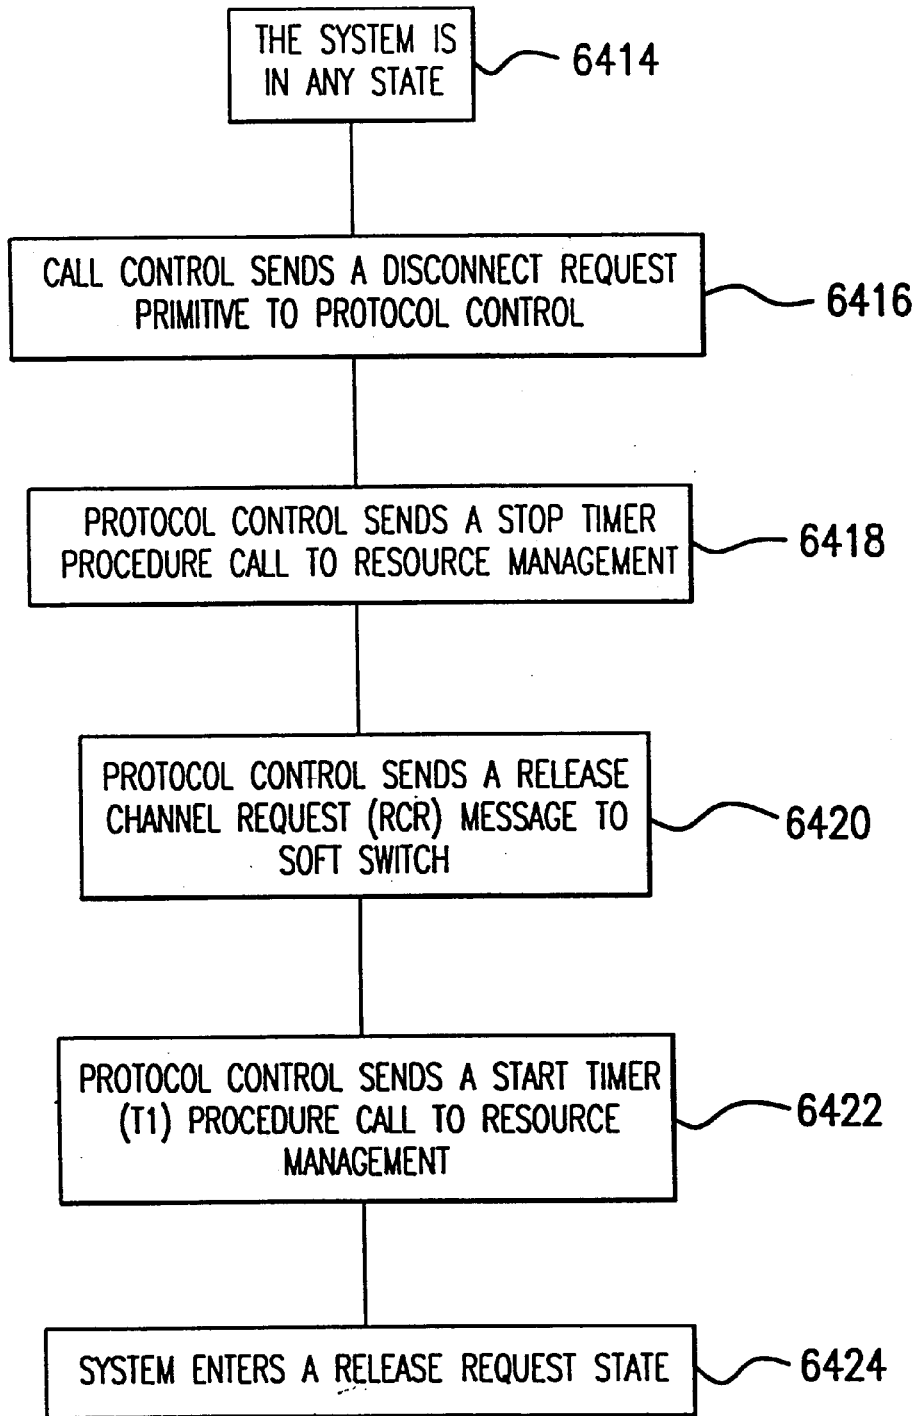 THE SYSTEM IS
IN ANY STATE
6414
CALL CONTROL SENDS A DISCONNECT REQUEST
PRIMITIVE TO PROTOCOL CONTROL
6416
PROTOCOL CONTROL SENDS A STOP TIMER
PROCEDURE CALL TO RESOURCE MANAGEMENT
6418
PROTOCOL CONTROL SENDS A RELEASE
CHANNEL REQUEST (RCR) MESSAGE TO
SOFT SWITCH
6420
PROTOCOL CONTROL SENDS A START TIMER
(T1) PROCEDURE CALL TO RESOURCE
MANAGEMENT
6422
SYSTEM ENTERS A RELEASE REQUEST STATE
6424